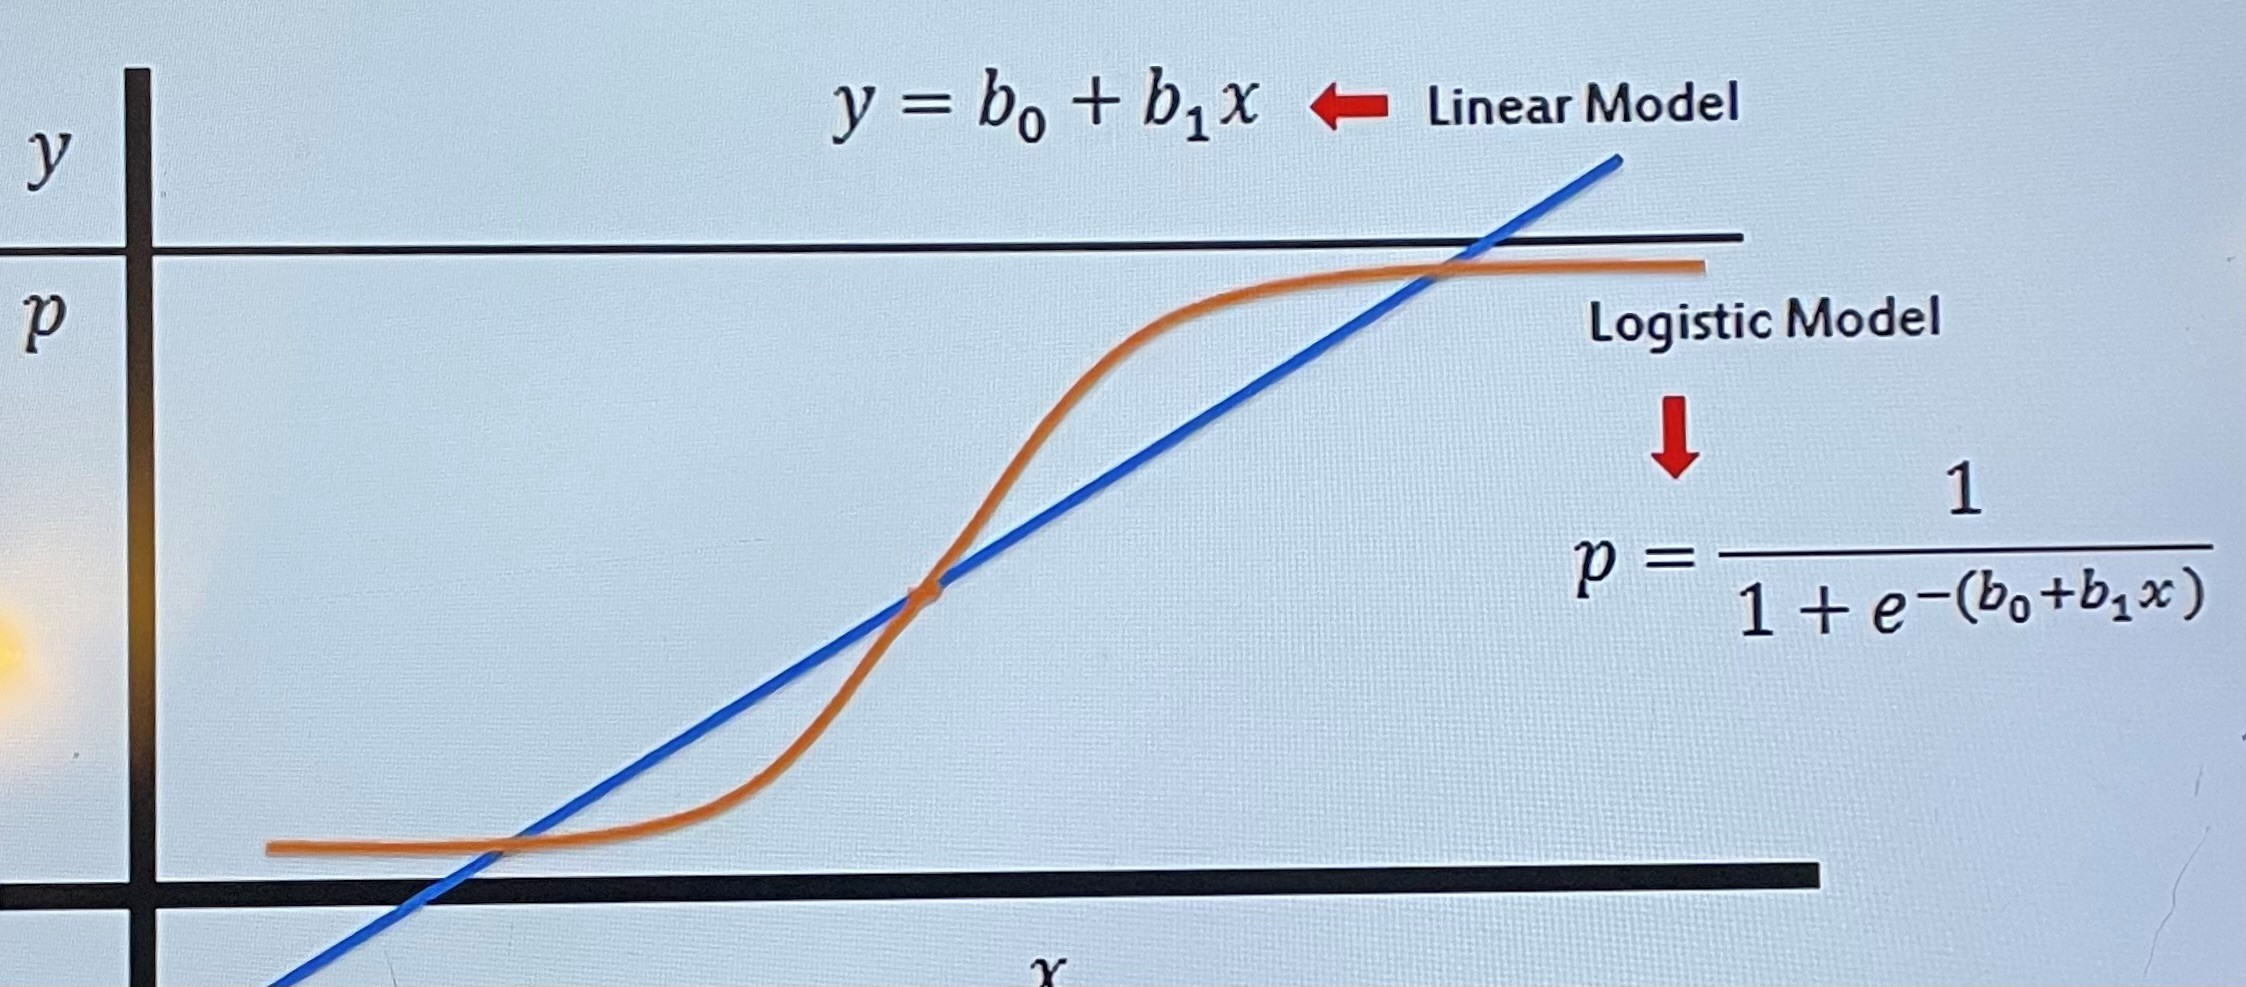 y = b₀ + b₁x ← Linear Model
y
p
Logistic Model
↓
p = 1 / (1 + e^−(b₀+b₁x))
x